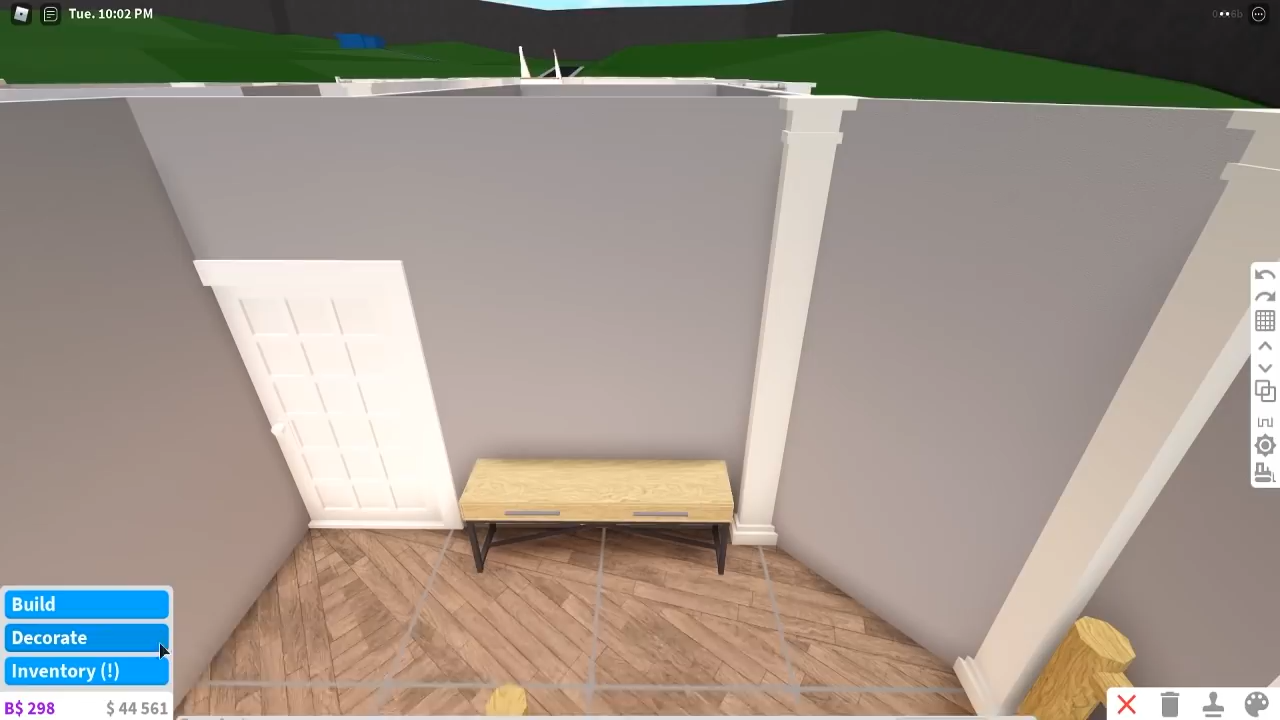 Tue. 10:02 PM
Build
Decorate
Inventory (!)
B$ 298
$ 44 561